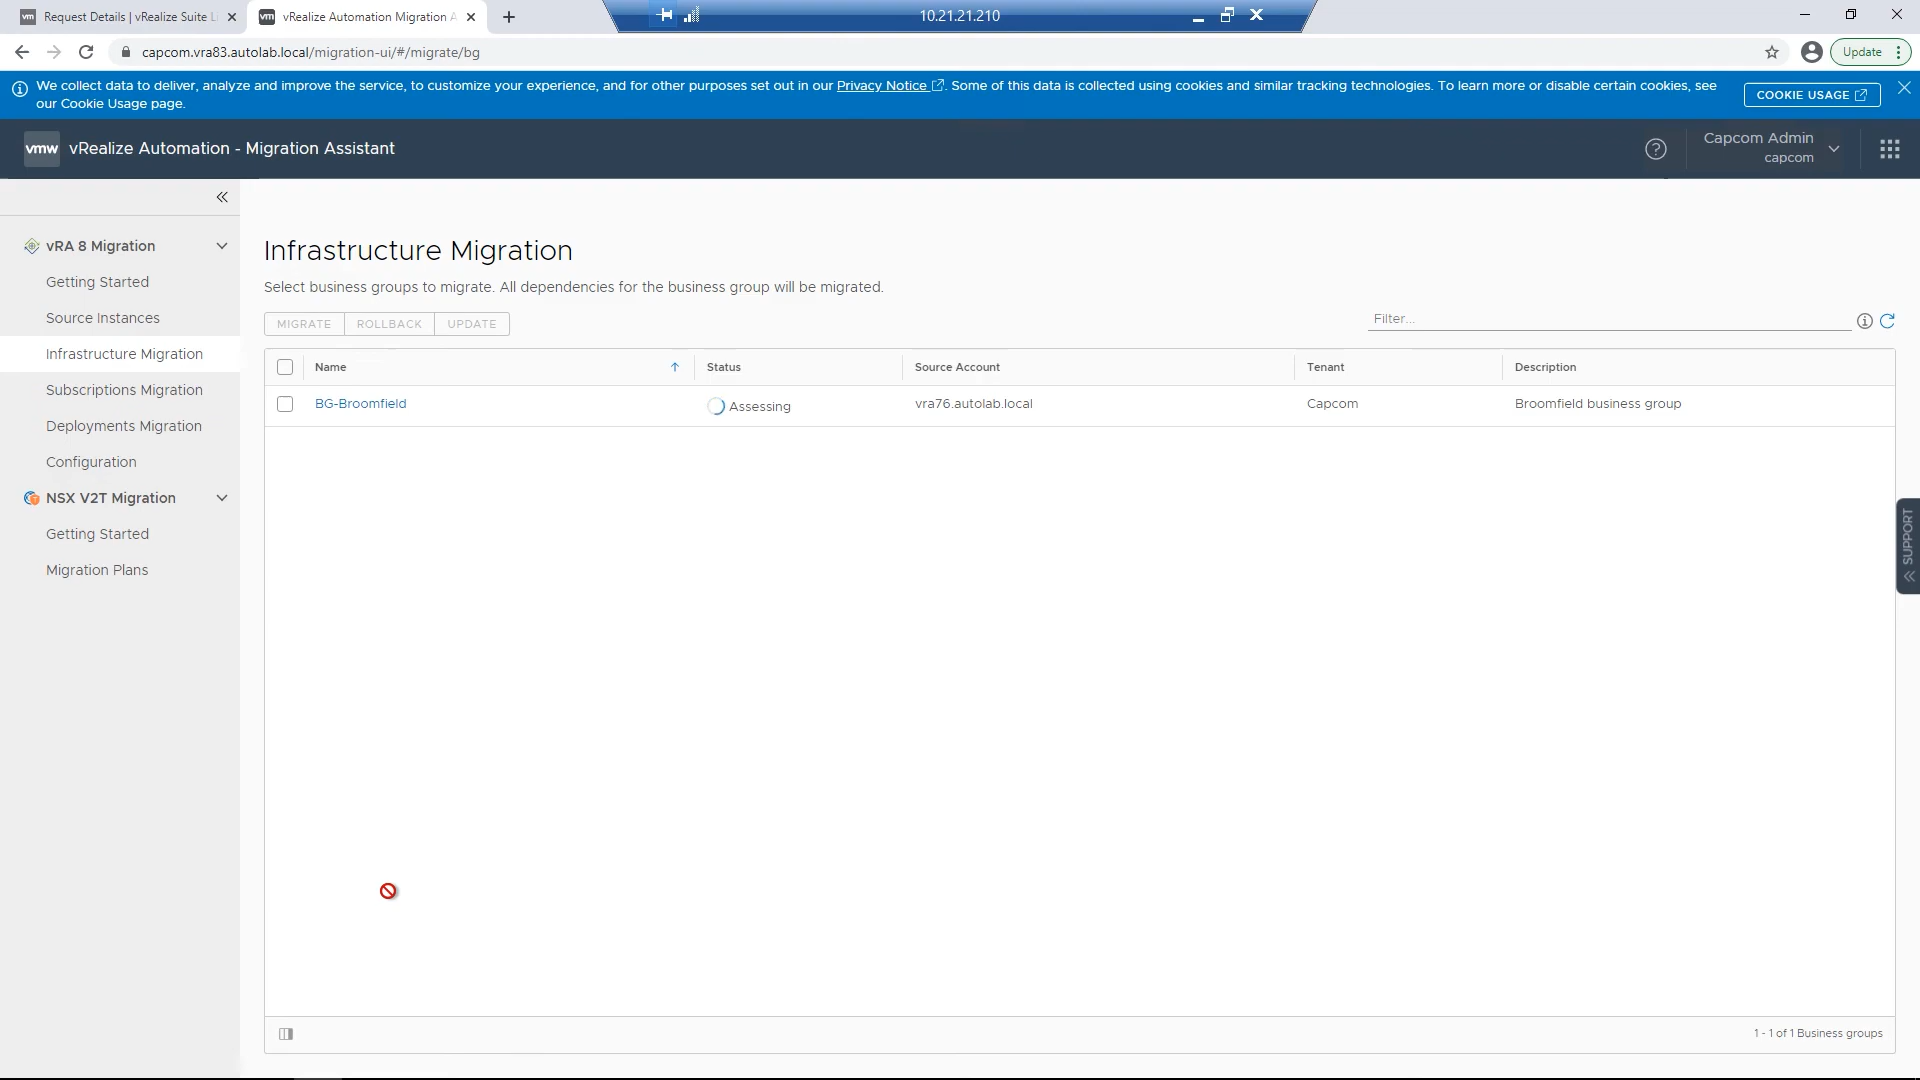 vm Request Details | vRealize Suite Li
vm vRealize Automation Migration A
10.21.21.210
capcom.vra83.autolab.local/migration-ui/#/migrate/bg
Update
We collect data to deliver, analyze and improve the service, to customize your experience, and for other purposes set out in our Privacy Notice. Some of this data is collected using cookies and similar tracking technologies. To learn more or disable certain cookies, see
our Cookie Usage page.
COOKIE USAGE
vmw vRealize Automation - Migration Assistant
Capcom Admin
capcom
vRA 8 Migration
Getting Started
Source Instances
Infrastructure Migration
Subscriptions Migration
Deployments Migration
Configuration
NSX V2T Migration
Getting Started
Migration Plans
Infrastructure Migration
Select business groups to migrate. All dependencies for the business group will be migrated.
MIGRATE ROLLBACK UPDATE
Filter...
Name Status Source Account Tenant Description
BG-Broomfield Assessing vra76.autolab.local Capcom Broomfield business group
SUPPORT
1 - 1 of 1 Business groups